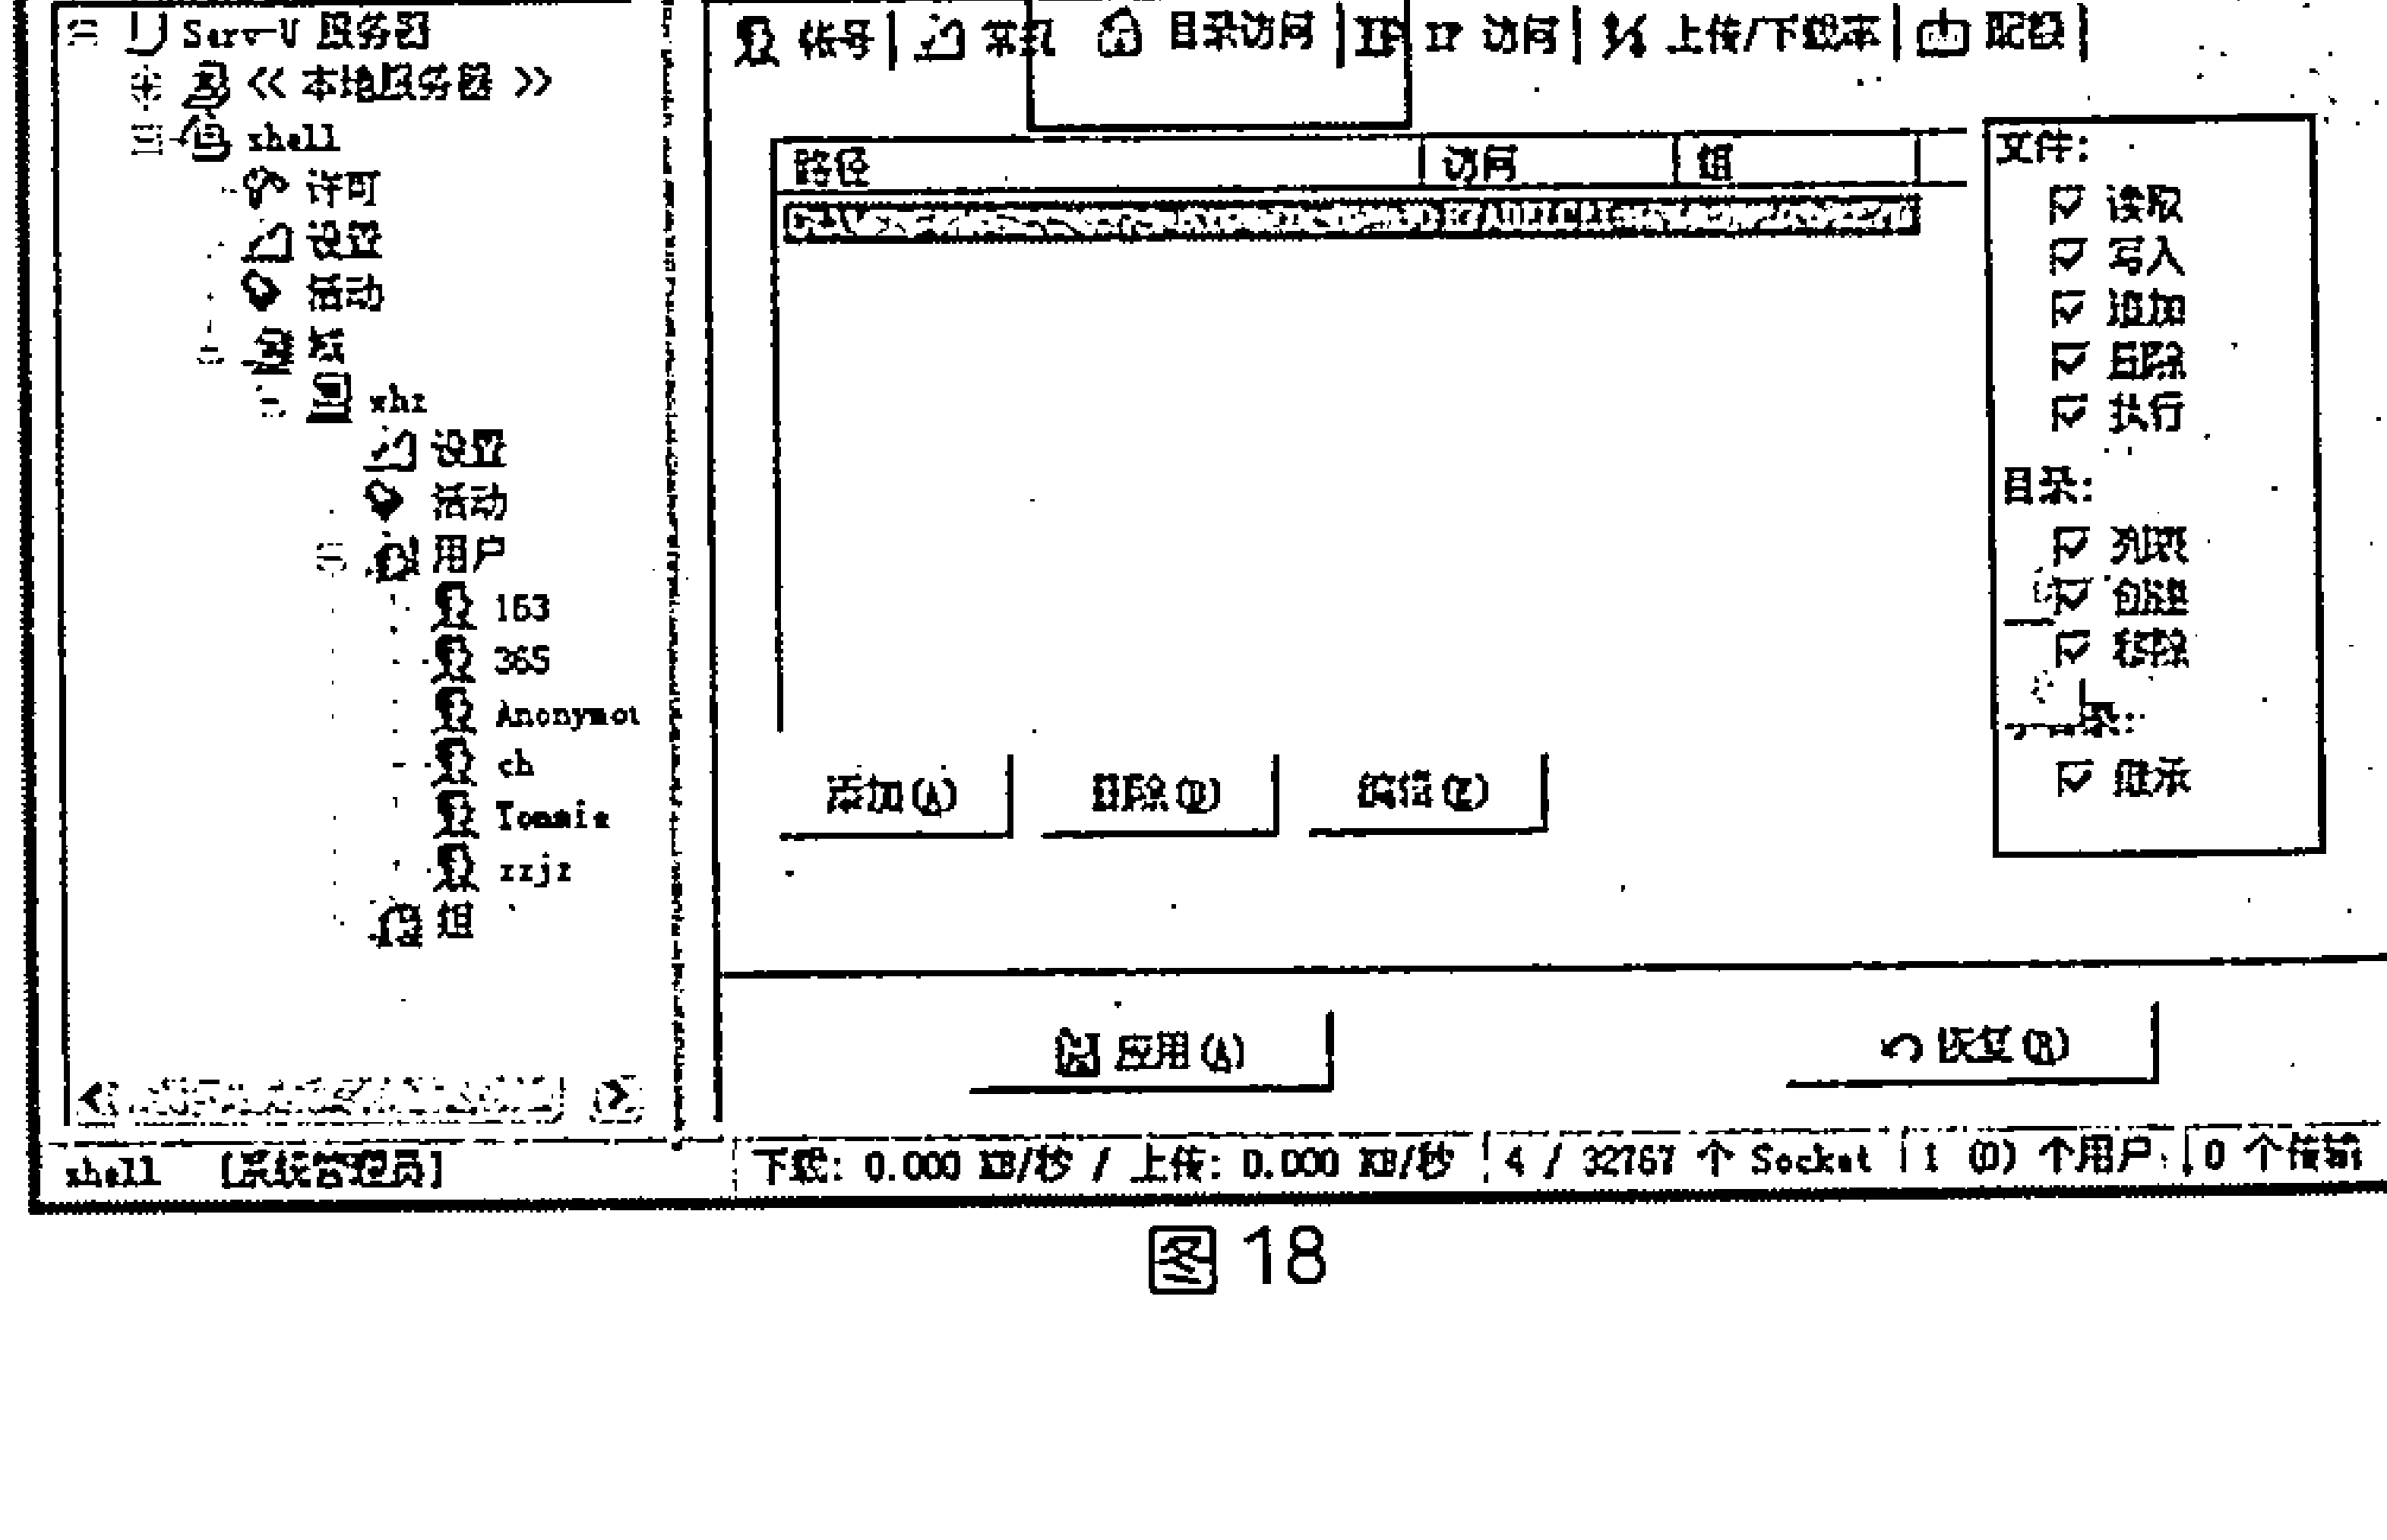 Serv-U 服务器
<< 本地服务器 >>
xhell
许可
设置
活动
域
whz
设置
活动
用户
163
365
Anonymou
ch
Tommie
zzjz
组
帐号 常规 目录访问 IP 访问 上传/下载率 配额
路径 访问 组
RWADELCRI
文件:
读取
写入
追加
删除
执行
目录:
列表
创建
移除
录:
继承
添加(A) 删除(D) 编辑(E)
应用(A) 恢复(R)
xhell [系统管理员] 下载: 0.000 KB/秒 / 上传: 0.000 KB/秒 4 / 32767 个 Socket 1 (0) 个用户 0 个传输
图 18